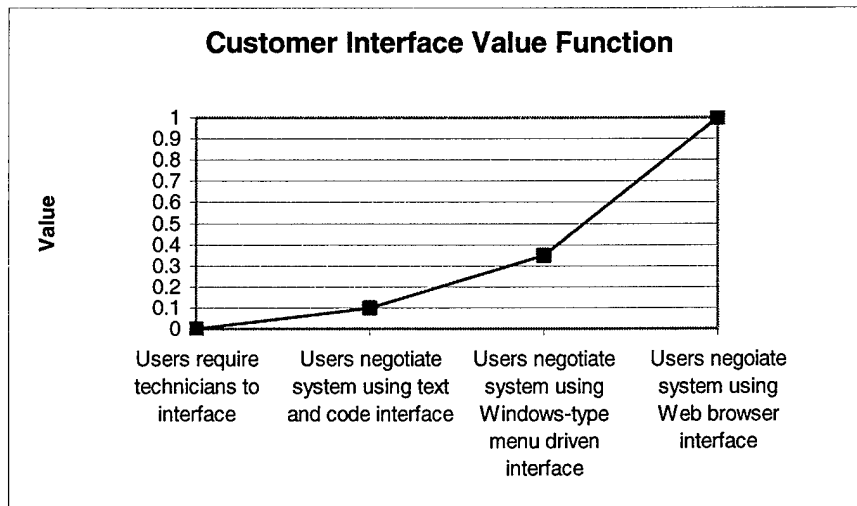 Customer Interface Value Function
Value
1
0.9
0.8
0.7
0.6
0.5
0.4
0.3
0.2
0.1
0
Users require
technicians to
interface
Users negotiate
system using text
and code interface
Users negotiate
system using
Windows-type
menu driven
interface
Users negoiate
system using
Web browser
interface